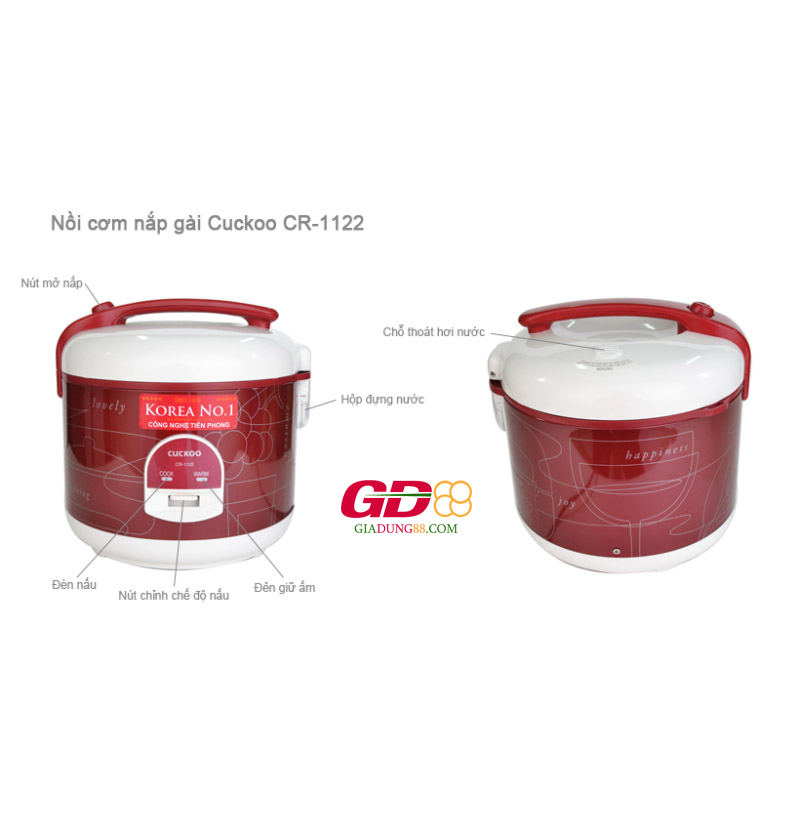 Nồi cơm nắp gài Cuckoo CR-1122
Nút mở nắp
Chỗ thoát hơi nước
Hộp đựng nước
lovely
KOREA NO.1
CÔNG NGHỆ TIÊN PHONG
CUCKOO
CR-1122
COOK
WARM
happiness
joy
GD88
GIADUNG88.COM
Đèn nấu
Nút chỉnh chế độ nấu
Đèn giữ ấm